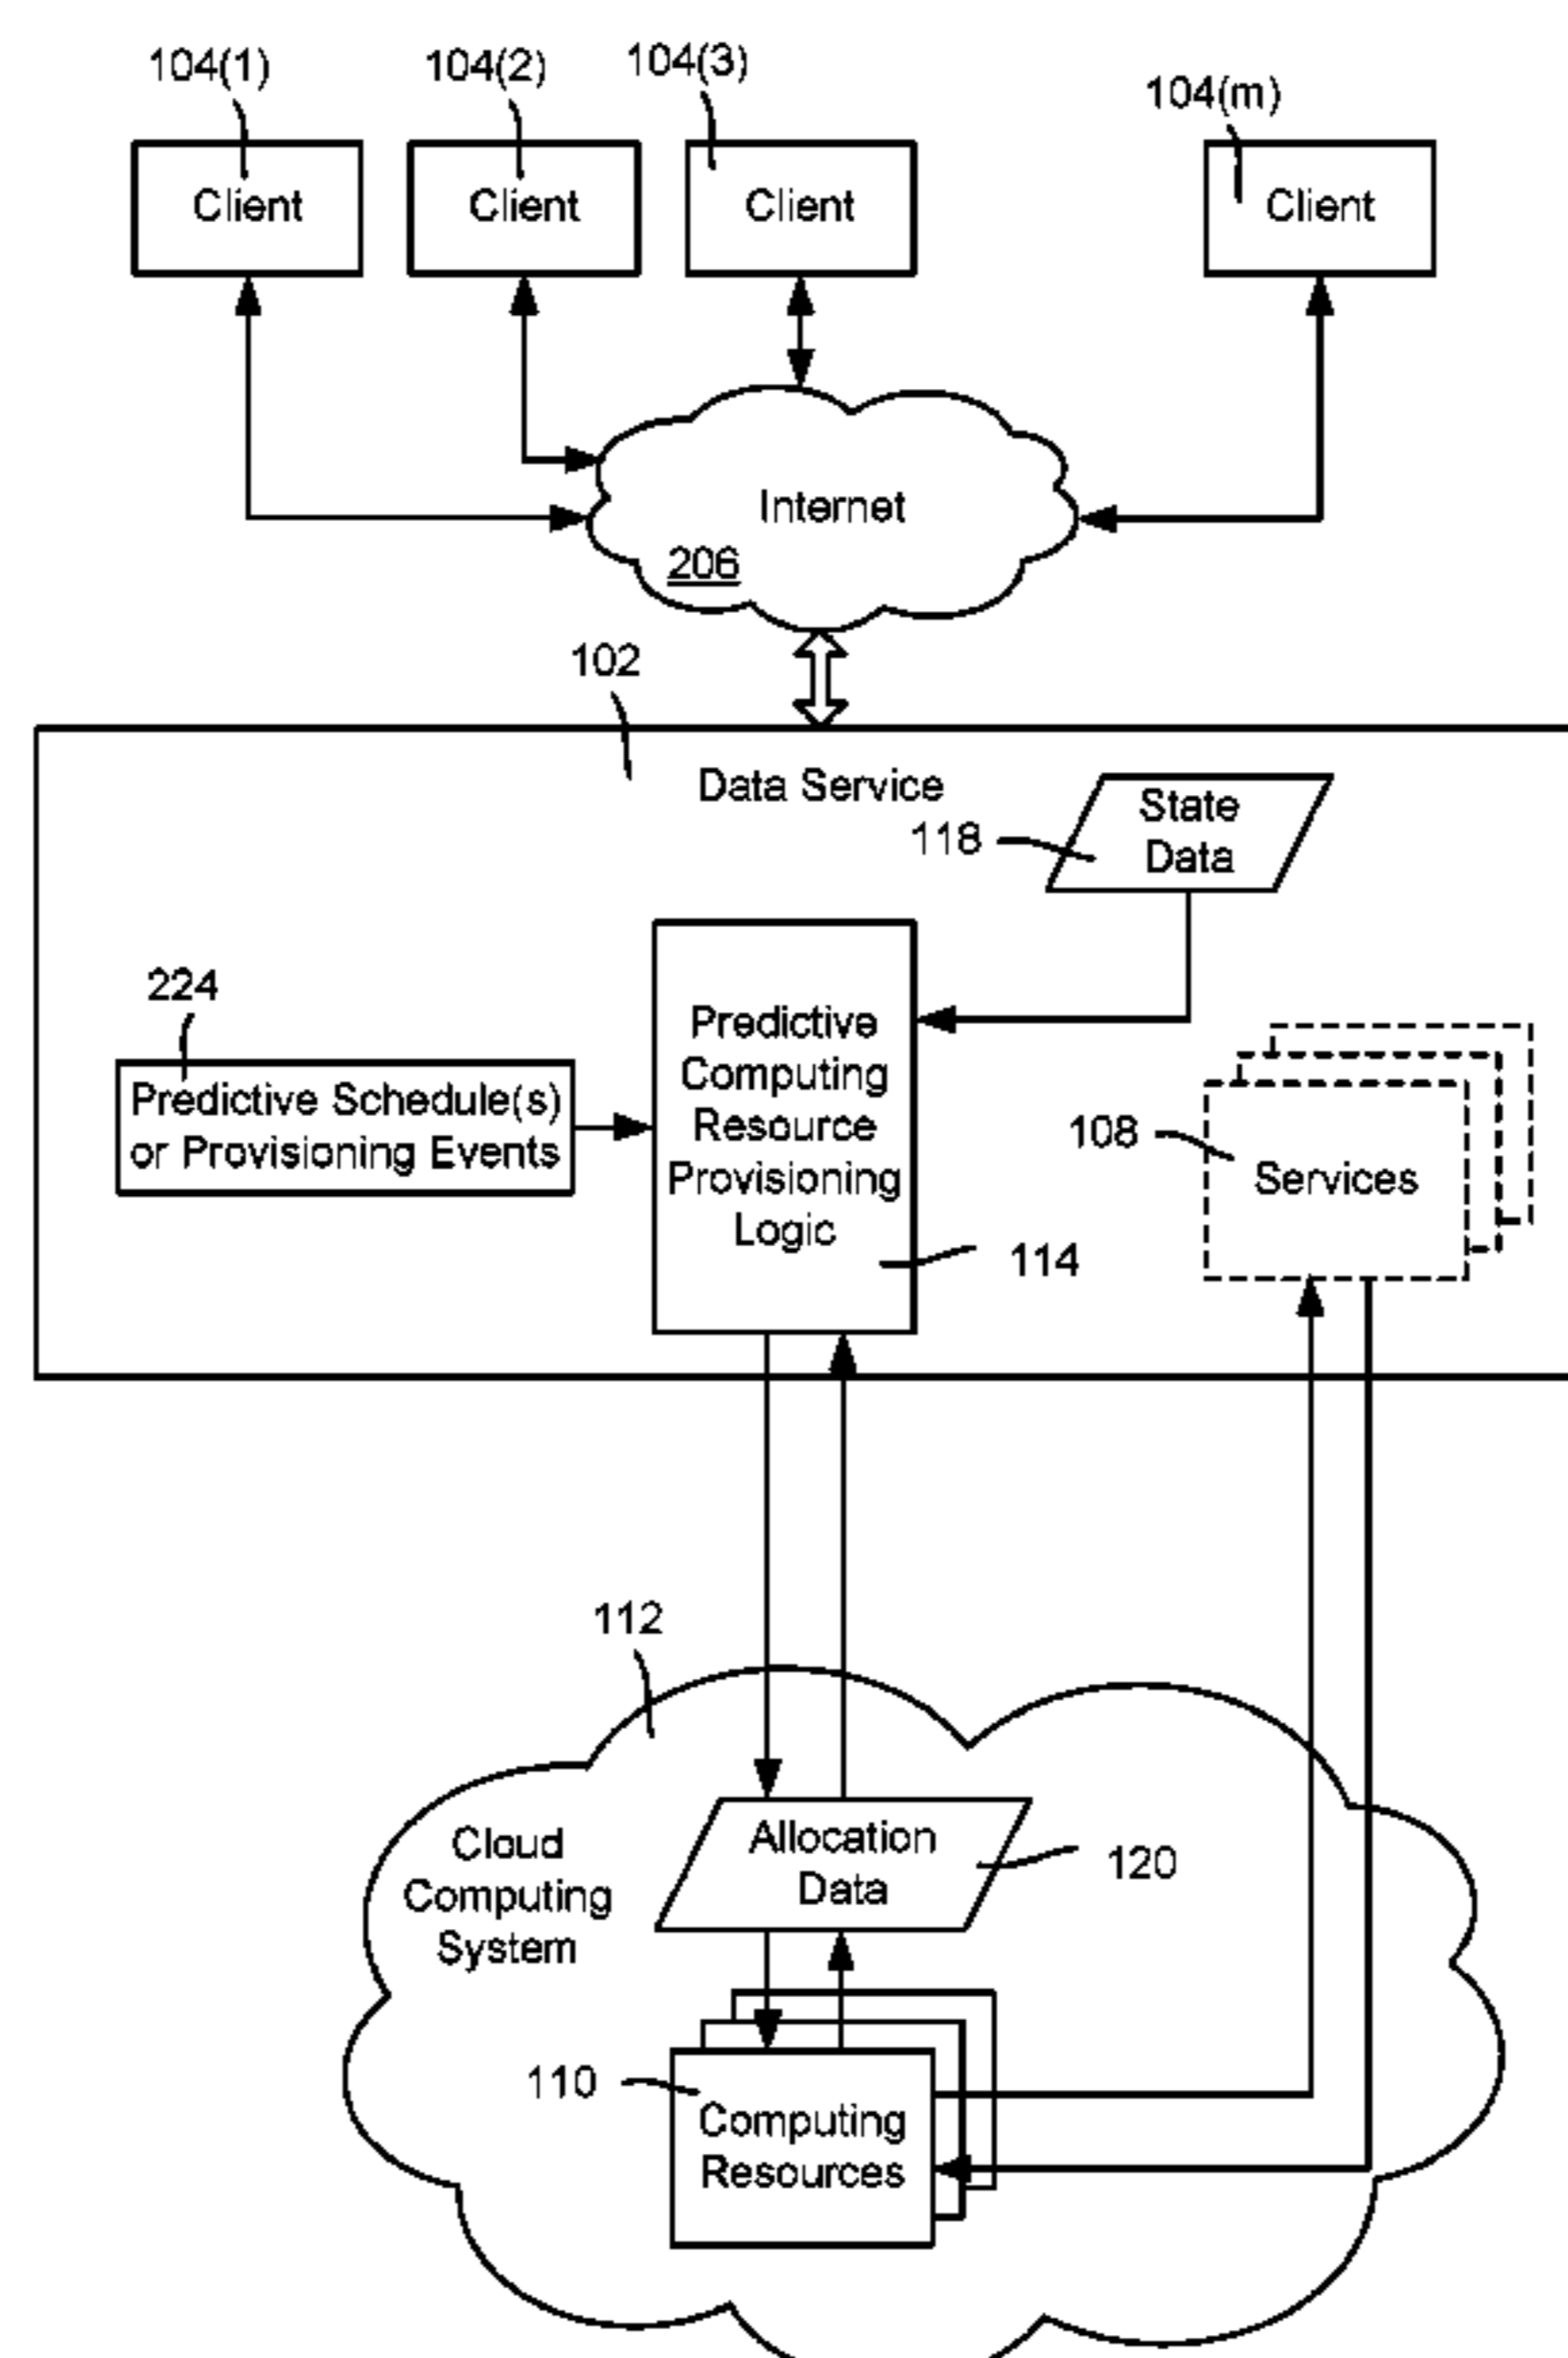 104(1)
104(2)
104(3)
104(m)
Client
Client
Client
Client
Internet
206
102
Data Service
State
Data
118
224
Predictive Schedule(s)
or Provisioning Events
Predictive
Computing
Resource
Provisioning
Logic
114
108
Services
112
Cloud
Computing
System
Allocation
Data
120
110
Computing
Resources